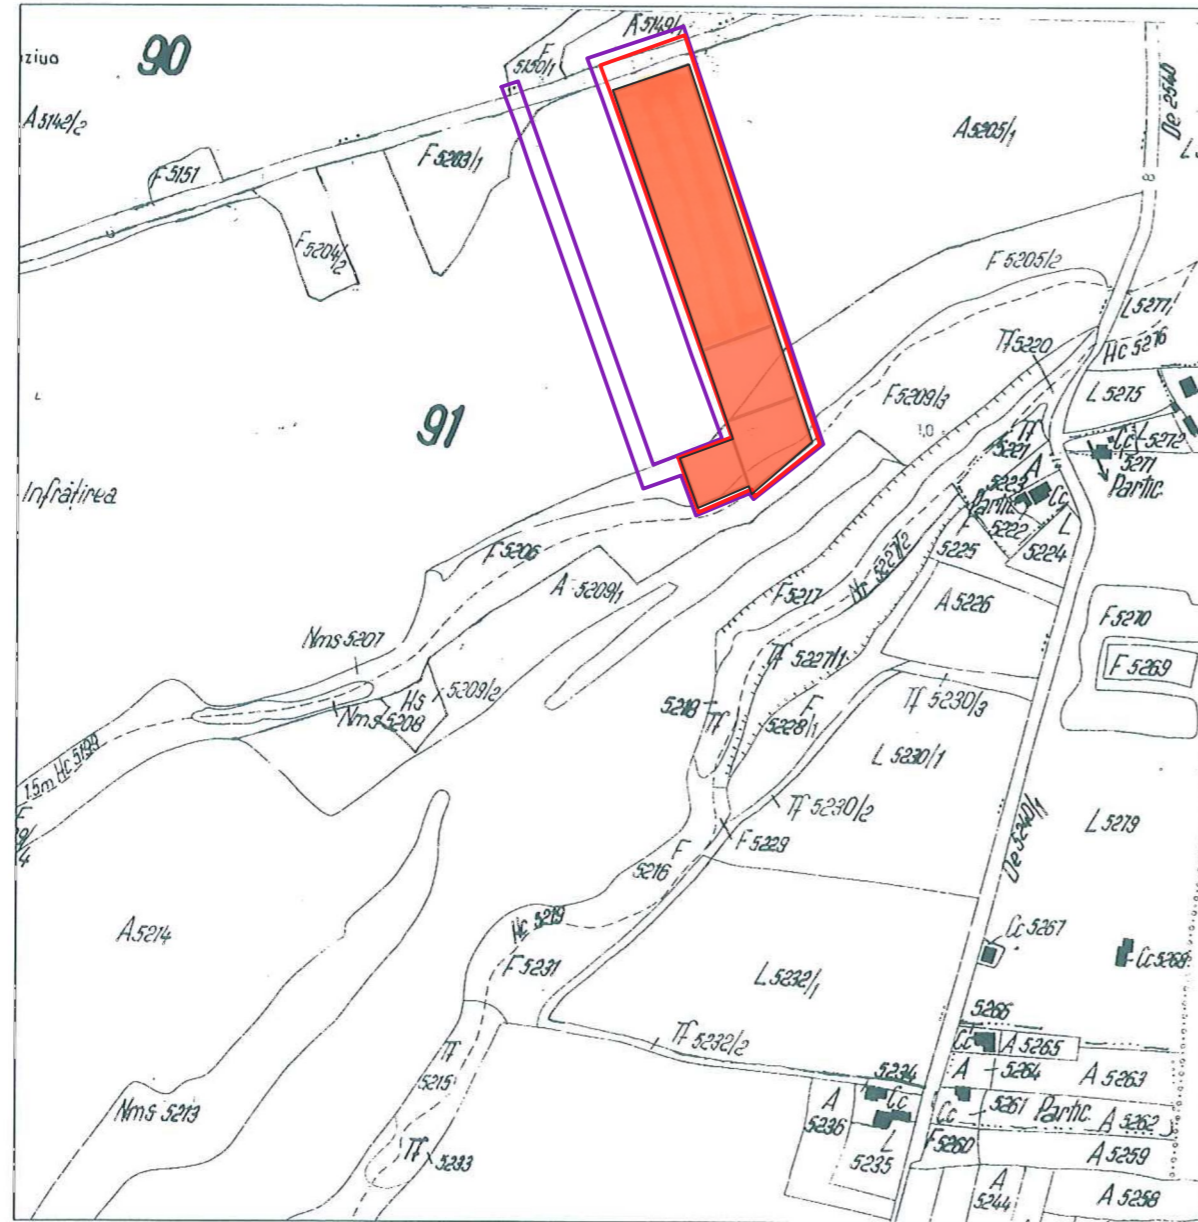 A 5149/1
ziua
90
F
5150/1
A 5142/2
De 2540
A 5205/1
F 5203/1
F 5151
F 5204/2
F 5205/2
L 5277
Hc 5276
Tf 5220
L 5275
F 5209/3
91
1,0
Tf
5221
Cc 5272
5271
A
5223
Partic.
Partic.
Cc
5222
L
5224
Înfrățirea
F
5225
F 5206
Nr 5227/2
A 5209/1
F 5217
A 5226
F 5270
Nms 5207
Tf 5227/1
F 5269
5209/2
Hs
Nms 5208
5218
Tf
F
5228/1
Tf 5230/3
L 5230/1
1.5m Hc 5199
Tf 5230/2
L 5279
F 5229
F
5216
De 5240/1
Hc 5219
A 5214
Cc 5267
Cc 5268
F 5231
L 5232/1
5266
Tf 5232/2
Cc
A 5265
Tf
5215
5234
A
5264
A 5263
Nms 5213
Cc
A
5236
Cc
5261
Partic.
A 5262
Tf
5233
L
5235
F 5260
A 5259
A
5244
A 5258